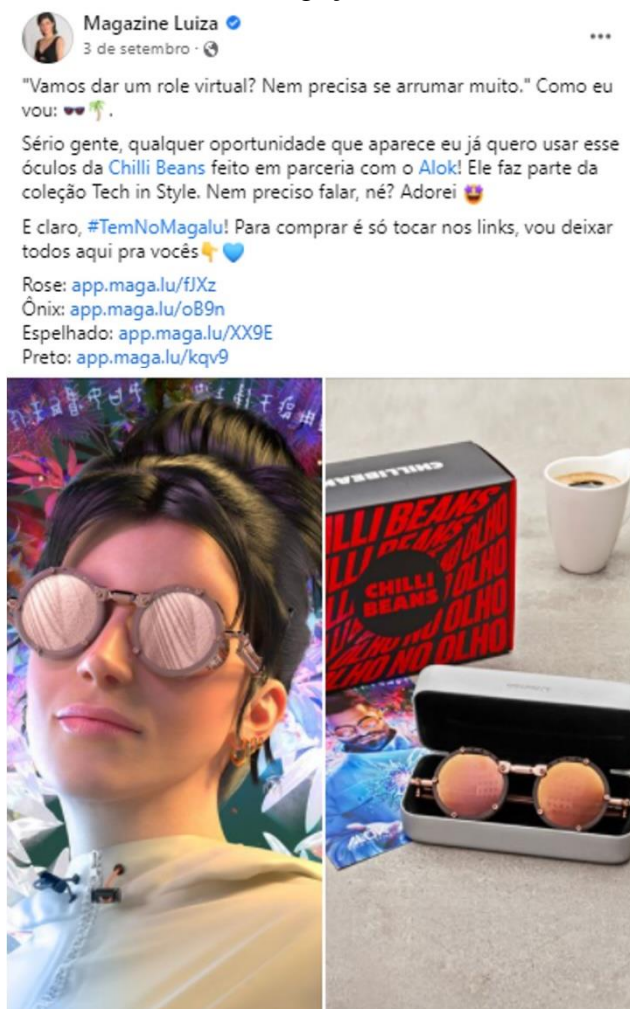 Magazine Luiza
3 de setembro ·
"Vamos dar um role virtual? Nem precisa se arrumar muito." Como eu
vou: 🕶️🌴.
Sério gente, qualquer oportunidade que aparece eu já quero usar esse
óculos da Chilli Beans feito em parceria com o Alok! Ele faz parte da
coleção Tech in Style. Nem preciso falar, né? Adorei 🤩
E claro, #TemNoMagalu! Para comprar é só tocar nos links, vou deixar
todos aqui pra vocês👇💙
Rose: app.maga.lu/fJXz
Ônix: app.maga.lu/oB9n
Espelhado: app.maga.lu/XX9E
Preto: app.maga.lu/kqv9
CHILLI BEANS
CHILLI
BEANS
NO OLHO
OLHO NO OLHO
ALOK